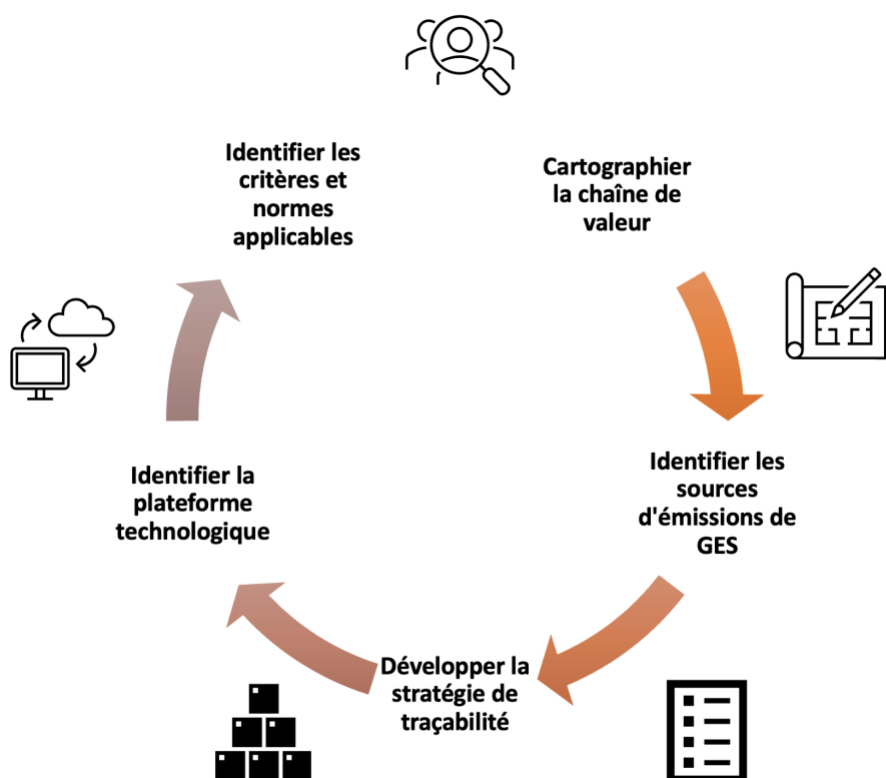 Cartographier
la chaîne de
valeur
Identifier les
sources
d'émissions de
GES
Développer la
stratégie de
traçabilité
Identifier la
plateforme
technologique
Identifier les
critères et
normes
applicables